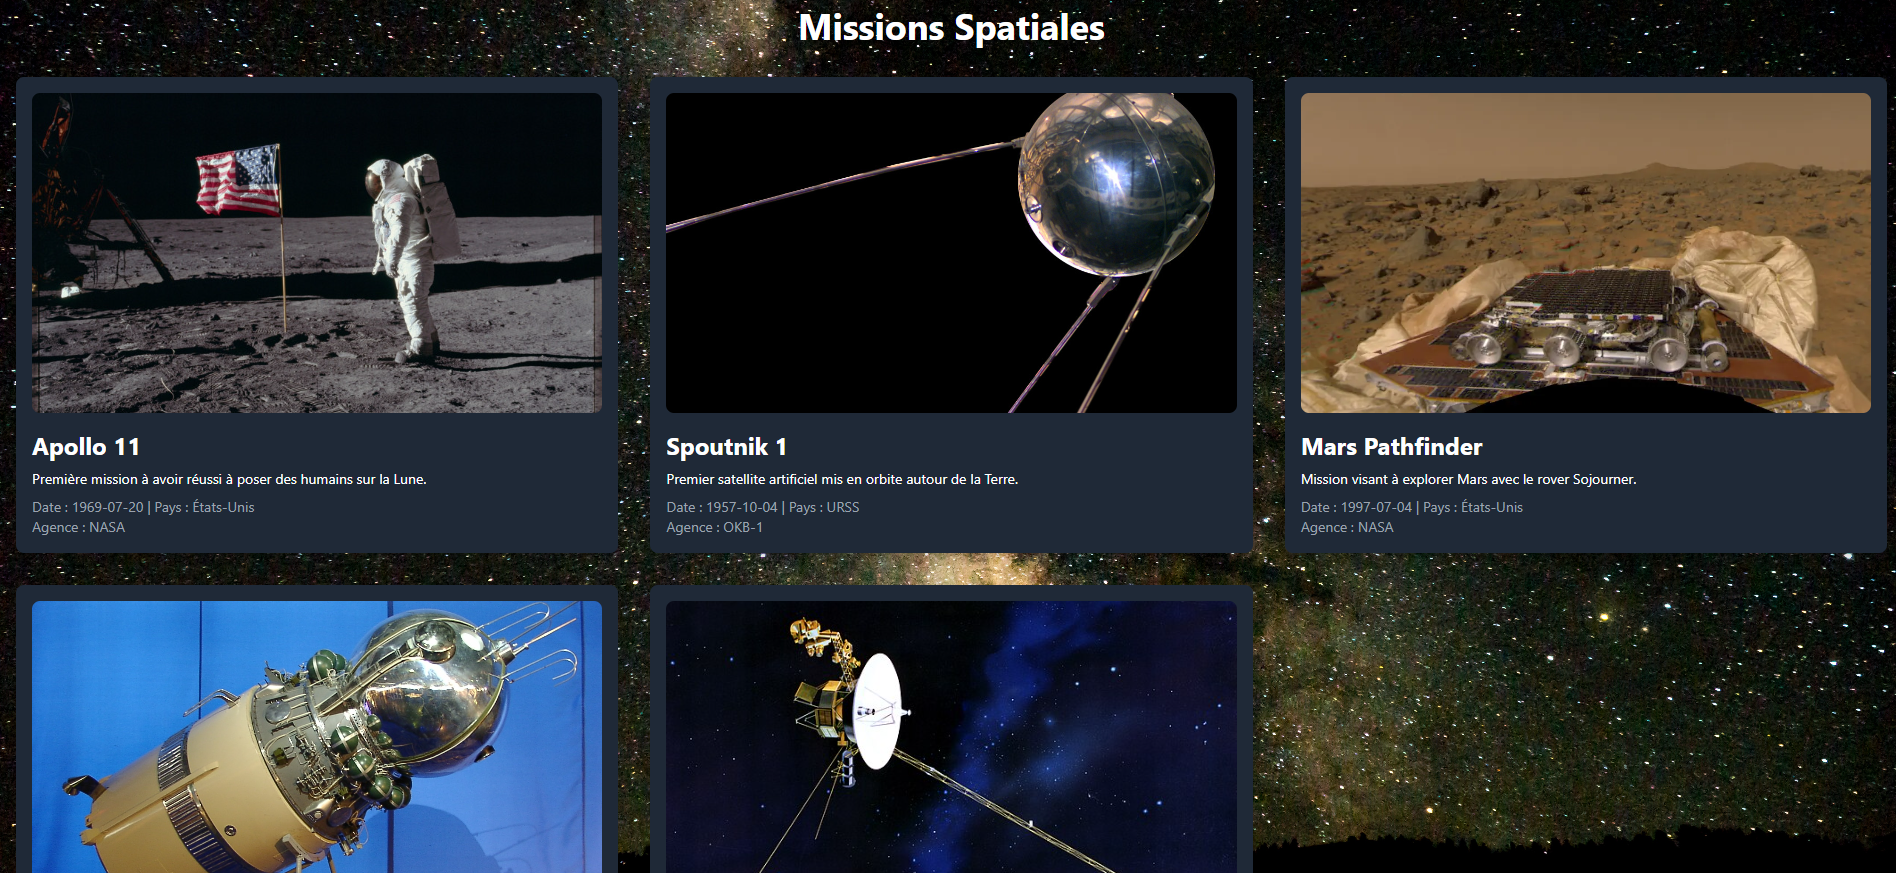 Missions Spatiales
Apollo 11
Première mission à avoir réussi à poser des humains sur la Lune.
Date : 1969-07-20 | Pays : États-Unis
Agence : NASA
Spoutnik 1
Premier satellite artificiel mis en orbite autour de la Terre.
Date : 1957-10-04 | Pays : URSS
Agence : OKB-1
Mars Pathfinder
Mission visant à explorer Mars avec le rover Sojourner.
Date : 1997-07-04 | Pays : États-Unis
Agence : NASA